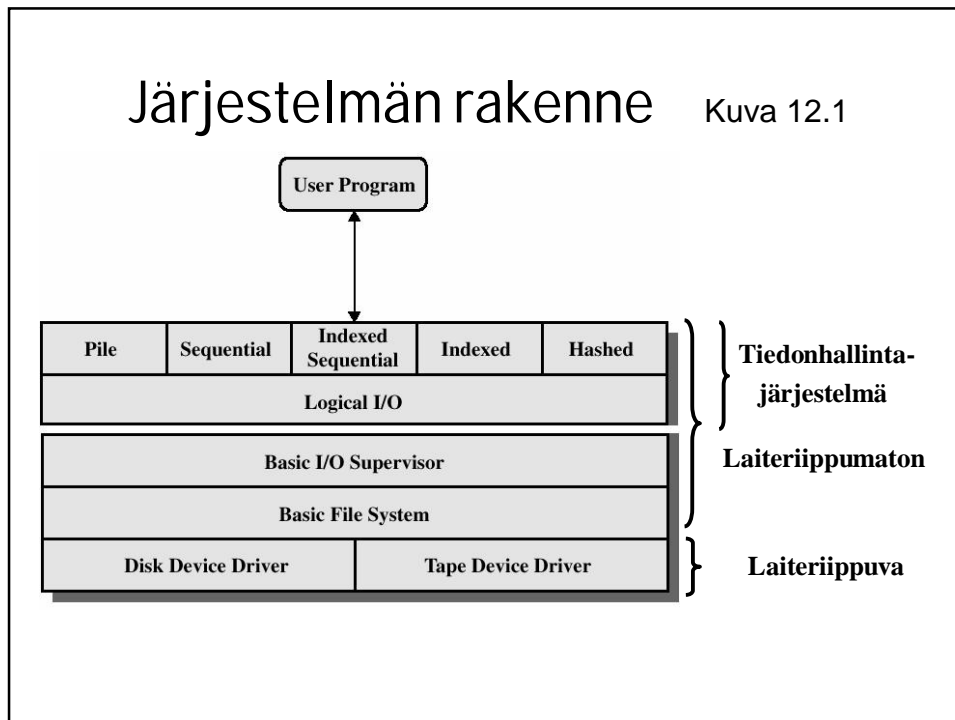 Järjestelmän rakenne Kuva 12.1
User Program
Pile
Sequential
Indexed
Sequential
Indexed
Hashed
Logical I/O
Basic I/O Supervisor
Basic File System
Disk Device Driver
Tape Device Driver
Tiedonhallinta-
järjestelmä
Laiteriippumaton
Laiteriippuva